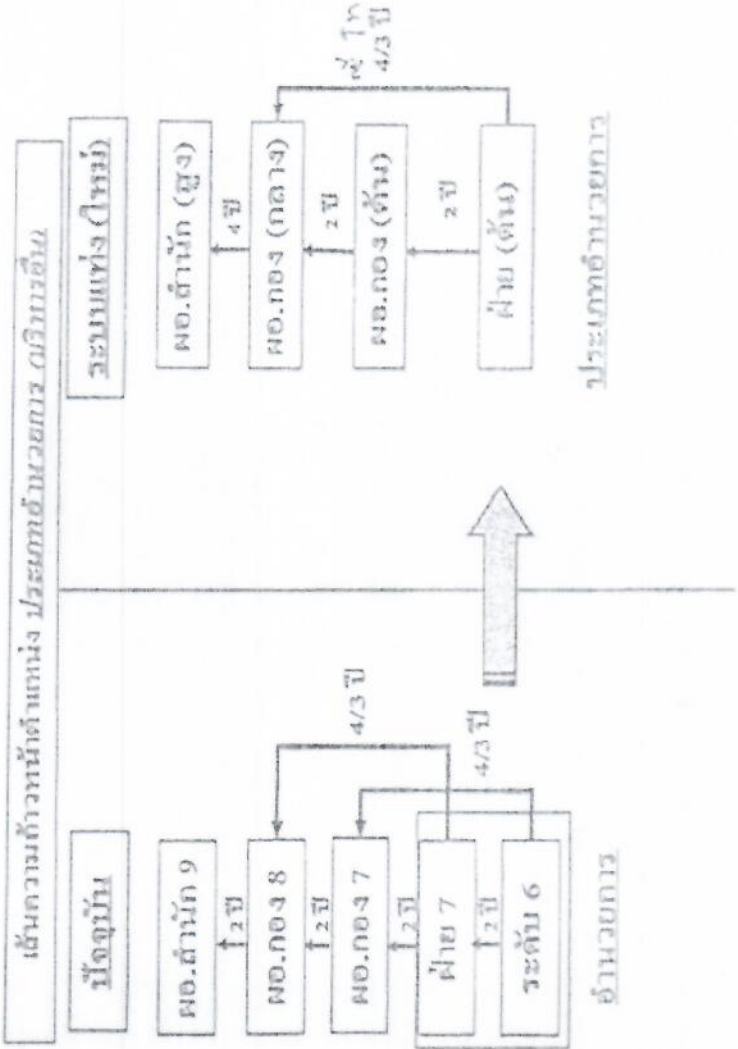 เส้นความก้าวหน้าตำแหน่ง ประเภทอำนวยการ (บริหารอื่น)
ปัจจุบัน
ผอ.สำนัก 9
2 ปี
ผอ.กอง 8
2 ปี
ผอ.กอง 7
2 ปี
ฝ่าย 7
2 ปี
ระดับ 6
4/3 ปี
4/3 ปี
อำนวยการ
ระบบแท่ง (ใหม่)
ผอ.สำนัก (สูง)
4 ปี
ผอ.กอง (กลาง)
2 ปี
ผอ.กอง (ต้น)
2 ปี
ฝ่าย (ต้น)
4/3 ปี
ประเภทอำนวยการ